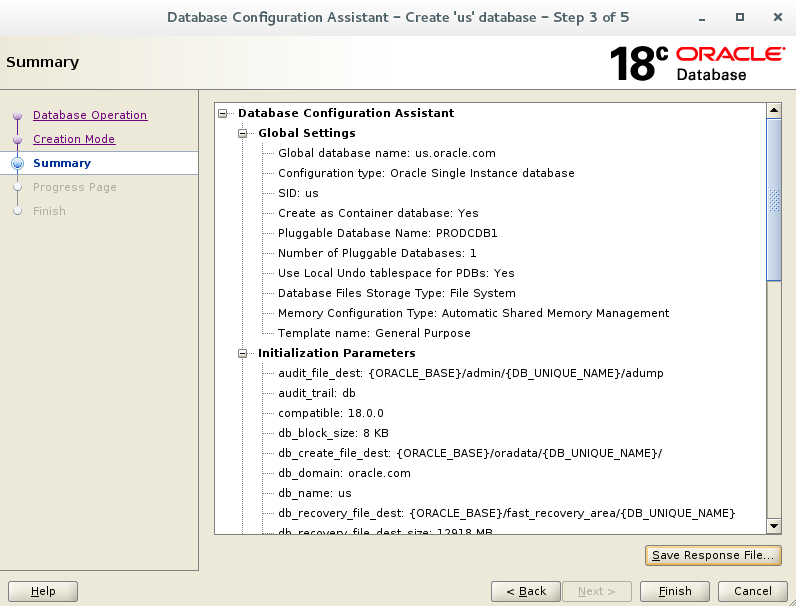 Database Configuration Assistant – Create 'us' database – Step 3 of 5
Summary
18c ORACLE
Database
Database Operation
Creation Mode
Summary
Progress Page
Finish
Database Configuration Assistant
Global Settings
Global database name: us.oracle.com
Configuration type: Oracle Single Instance database
SID: us
Create as Container database: Yes
Pluggable Database Name: PRODCDB1
Number of Pluggable Databases: 1
Use Local Undo tablespace for PDBs: Yes
Database Files Storage Type: File System
Memory Configuration Type: Automatic Shared Memory Management
Template name: General Purpose
Initialization Parameters
audit_file_dest: {ORACLE_BASE}/admin/{DB_UNIQUE_NAME}/adump
audit_trail: db
compatible: 18.0.0
db_block_size: 8 KB
db_create_file_dest: {ORACLE_BASE}/oradata/{DB_UNIQUE_NAME}/
db_domain: oracle.com
db_name: us
db_recovery_file_dest: {ORACLE_BASE}/fast_recovery_area/{DB_UNIQUE_NAME}
db_recovery_file_dest_size: 12918 MB
Save Response File...
Help
< Back
Next >
Finish
Cancel